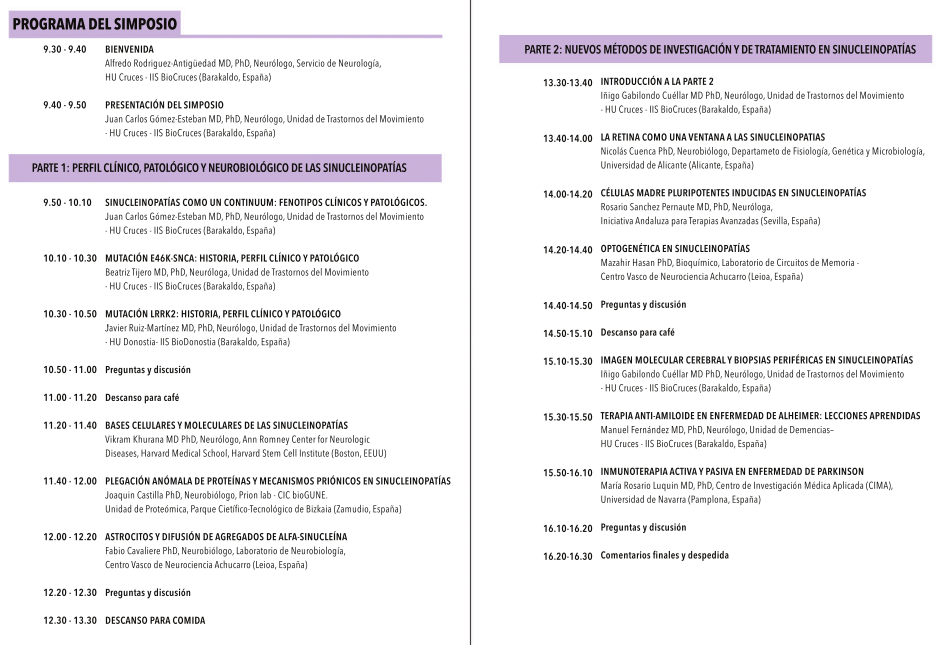 PROGRAMA DEL SIMPOSIO
9.30 - 9.40 BIENVENIDA
Alfredo Rodriguez-Antigüedad MD, PhD, Neurólogo, Servicio de Neurología,
HU Cruces - IIS BioCruces (Barakaldo, España)
9.40 - 9.50 PRESENTACIÓN DEL SIMPOSIO
Juan Carlos Gómez-Esteban MD, PhD, Neurólogo, Unidad de Trastornos del Movimiento
- HU Cruces - IIS BioCruces (Barakaldo, España)
PARTE 1: PERFIL CLÍNICO, PATOLÓGICO Y NEUROBIOLÓGICO DE LAS SINUCLEINOPATÍAS
9.50 - 10.10 SINUCLEINOPATÍAS COMO UN CONTINUUM: FENOTIPOS CLÍNICOS Y PATOLÓGICOS.
Juan Carlos Gómez-Esteban MD, PhD, Neurólogo, Unidad de Trastornos del Movimiento
- HU Cruces - IIS BioCruces (Barakaldo, España)
10.10 - 10.30 MUTACIÓN E46K-SNCA: HISTORIA, PERFIL CLÍNICO Y PATOLÓGICO
Beatriz Tijero MD, PhD, Neuróloga, Unidad de Trastornos del Movimiento
- HU Cruces - IIS BioCruces (Barakaldo, España)
10.30 - 10.50 MUTACIÓN LRRK2: HISTORIA, PERFIL CLÍNICO Y PATOLÓGICO
Javier Ruiz-Martínez MD, PhD, Neurólogo, Unidad de Trastornos del Movimiento
- HU Donostia- IIS BioDonostia (Barakaldo, España)
10.50 - 11.00 Preguntas y discusión
11.00 - 11.20 Descanso para café
11.20 - 11.40 BASES CELULARES Y MOLECULARES DE LAS SINUCLEINOPATÍAS
Vikram Khurana MD PhD, Neurólogo, Ann Romney Center for Neurologic
Diseases, Harvard Medical School, Harvard Stem Cell Institute (Boston, EEUU)
11.40 - 12.00 PLEGACIÓN ANÓMALA DE PROTEÍNAS Y MECANISMOS PRIÓNICOS EN SINUCLEINOPATÍAS
Joaquin Castilla PhD, Neurobiólogo, Prion lab - CIC bioGUNE.
Unidad de Proteómica, Parque Cietífico-Tecnológico de Bizkaia (Zamudio, España)
12.00 - 12.20 ASTROCITOS Y DIFUSIÓN DE AGREGADOS DE ALFA-SINUCLEÍNA
Fabio Cavaliere PhD, Neurobiólogo, Laboratorio de Neurobiología,
Centro Vasco de Neurociencia Achucarro (Leioa, España)
12.20 - 12.30 Preguntas y discusión
12.30 - 13.30 DESCANSO PARA COMIDA
PARTE 2: NUEVOS MÉTODOS DE INVESTIGACIÓN Y DE TRATAMIENTO EN SINUCLEINOPATÍAS
13.30-13.40 INTRODUCCIÓN A LA PARTE 2
Iñigo Gabilondo Cuéllar MD PhD, Neurólogo, Unidad de Trastornos del Movimiento
- HU Cruces - IIS BioCruces (Barakaldo, España)
13.40-14.00 LA RETINA COMO UNA VENTANA A LAS SINUCLEINOPATIAS
Nicolás Cuenca PhD, Neurobiólogo, Departameto de Fisiología, Genética y Microbiología,
Universidad de Alicante (Alicante, España)
14.00-14.20 CÉLULAS MADRE PLURIPOTENTES INDUCIDAS EN SINUCLEINOPATÍAS
Rosario Sanchez Pernaute MD, PhD, Neuróloga,
Iniciativa Andaluza para Terapias Avanzadas (Sevilla, España)
14.20-14.40 OPTOGENÉTICA EN SINUCLEINOPATÍAS
Mazahir Hasan PhD, Bioquímico, Laboratorio de Circuitos de Memoria -
Centro Vasco de Neurociencia Achucarro (Leioa, España)
14.40-14.50 Preguntas y discusión
14.50-15.10 Descanso para café
15.10-15.30 IMAGEN MOLECULAR CEREBRAL Y BIOPSIAS PERIFÉRICAS EN SINUCLEINOPATÍAS
Iñigo Gabilondo Cuéllar MD PhD, Neurólogo, Unidad de Trastornos del Movimiento
- HU Cruces - IIS BioCruces (Barakaldo, España)
15.30-15.50 TERAPIA ANTI-AMILOIDE EN ENFERMEDAD DE ALHEIMER: LECCIONES APRENDIDAS
Manuel Fernández MD, PhD, Neurólogo, Unidad de Demencias–
HU Cruces - IIS BioCruces (Barakaldo, España)
15.50-16.10 INMUNOTERAPIA ACTIVA Y PASIVA EN ENFERMEDAD DE PARKINSON
María Rosario Luquin MD, PhD, Centro de Investigación Médica Aplicada (CIMA),
Universidad de Navarra (Pamplona, España)
16.10-16.20 Preguntas y discusión
16.20-16.30 Comentarios finales y despedida